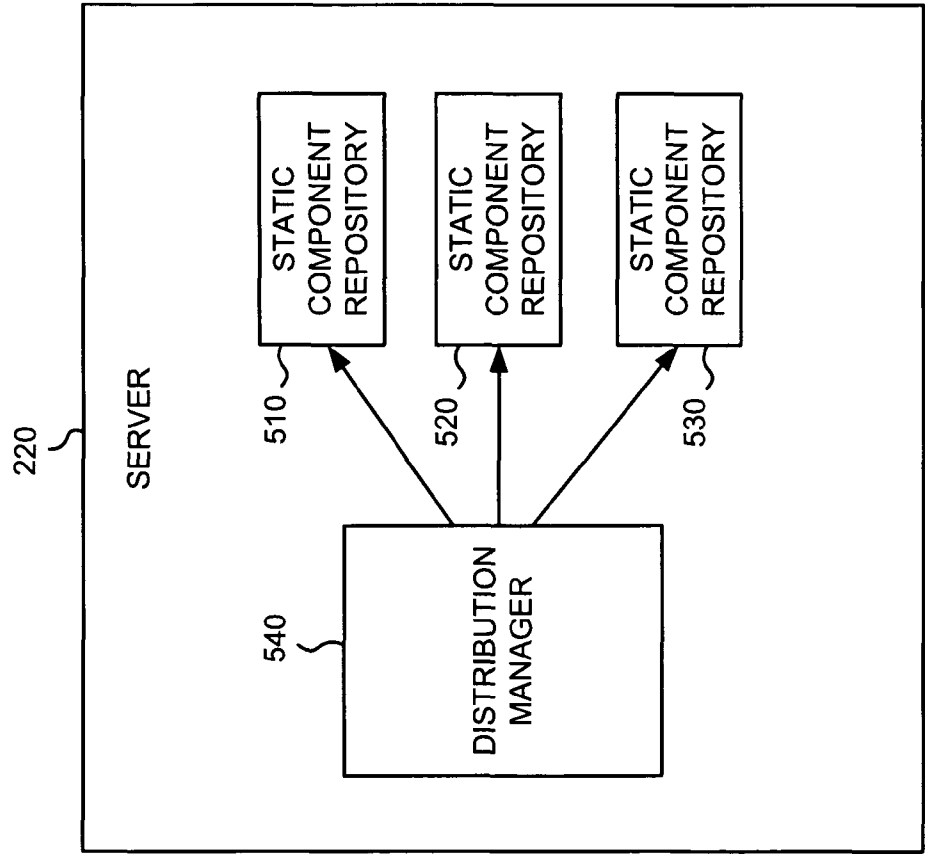 220
SERVER
540
DISTRIBUTION
MANAGER
510
STATIC
COMPONENT
REPOSITORY
520
STATIC
COMPONENT
REPOSITORY
530
STATIC
COMPONENT
REPOSITORY